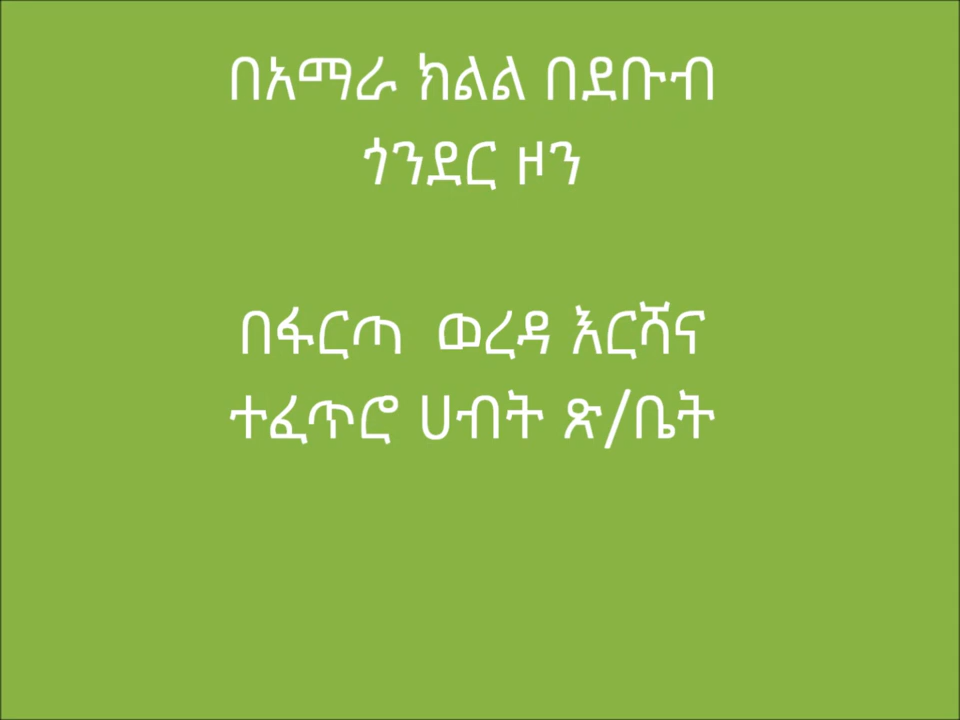 በአማራ ክልል በደቡብ
ጎንደር ዞን
በፋርጣ ወረዳ እርሻና
ተፈጥሮ ሀብት ጽ/ቤት